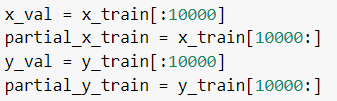 x_val = x_train[:10000]
partial_x_train = x_train[10000:]
y_val = y_train[:10000]
partial_y_train = y_train[10000:]